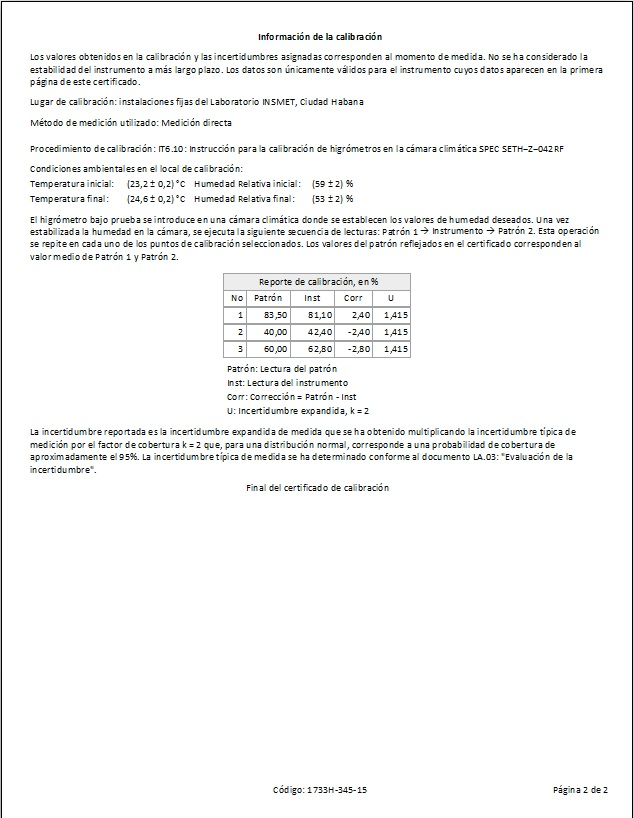 Información de la calibración
Los valores obtenidos en la calibración y las incertidumbres asignadas corresponden al momento de medida. No se ha considerado la
estabilidad del instrumento a más largo plazo. Los datos son únicamente válidos para el instrumento cuyos datos aparecen en la primera
página de este certificado.
Lugar de calibración: instalaciones fijas del Laboratorio INSMET, Ciudad Habana
Método de medición utilizado: Medición directa
Procedimiento de calibración: IT6.10: Instrucción para la calibración de higrómetros en la cámara climática SPEC SETH–Z–042RF
Condiciones ambientales en el local de calibración:
Temperatura inicial: (23,2 ± 0,2) °C Humedad Relativa inicial: (59 ± 2) %
Temperatura final: (24,6 ± 0,2) °C Humedad Relativa final: (53 ± 2) %
El higrómetro bajo prueba se introduce en una cámara climática donde se establecen los valores de humedad deseados. Una vez
estabilizada la humedad en la cámara, se ejecuta la siguiente secuencia de lecturas: Patrón 1 → Instrumento → Patrón 2. Esta operación
se repite en cada uno de los puntos de calibración seleccionados. Los valores del patrón reflejados en el certificado corresponden al
valor medio de Patrón 1 y Patrón 2.
Reporte de calibración, en %
No Patrón Inst Corr U
1 83,50 81,10 2,40 1,415
2 40,00 42,40 -2,40 1,415
3 60,00 62,80 -2,80 1,415
Patrón: Lectura del patrón
Inst: Lectura del instrumento
Corr: Corrección = Patrón - Inst
U: Incertidumbre expandida, k = 2
La incertidumbre reportada es la incertidumbre expandida de medida que se ha obtenido multiplicando la incertidumbre típica de
medición por el factor de cobertura k = 2 que, para una distribución normal, corresponde a una probabilidad de cobertura de
aproximadamente el 95%. La incertidumbre típica de medida se ha determinado conforme al documento LA.03: "Evaluación de la
incertidumbre".
Final del certificado de calibración
Código: 1733H-345-15 Página 2 de 2